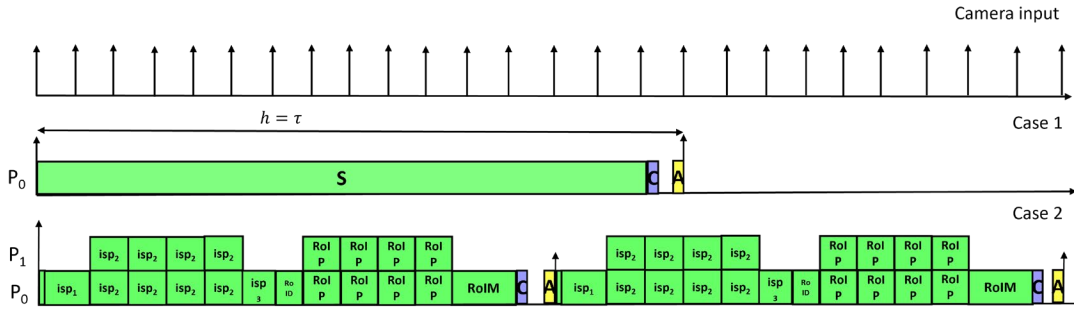 Camera input
h = τ
Case 1
P₀ S C A
Case 2
P₁ isp₂ isp₂ isp₂ isp₂ RoI P RoI P RoI P RoI P isp₂ isp₂ isp₂ isp₂ RoI P RoI P RoI P RoI P
P₀ isp₁ isp₂ isp₂ isp₂ isp₂ isp 3 Ro ID RoI P RoI P RoI P RoI P RoIM C A isp₁ isp₂ isp₂ isp₂ isp₂ isp 3 Ro ID RoI P RoI P RoI P RoI P RoIM C A